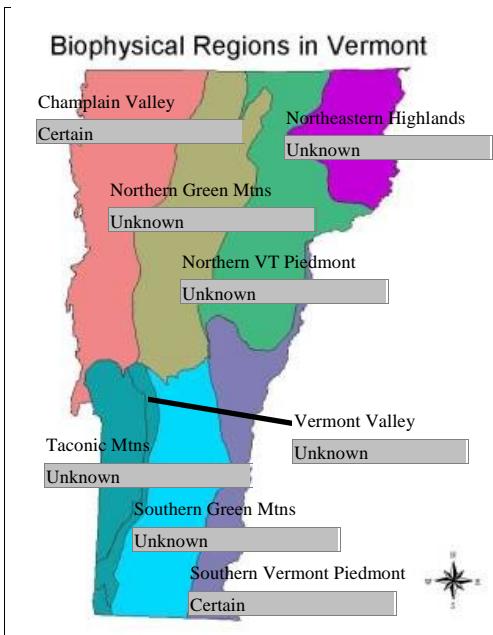 Biophysical Regions in Vermont
Champlain Valley
Certain
Northeastern Highlands
Unknown
Northern Green Mtns
Unknown
Northern VT Piedmont
Unknown
Vermont Valley
Unknown
Taconic Mtns
Unknown
Southern Green Mtns
Unknown
Southern Vermont Piedmont
Certain
N
W E
S